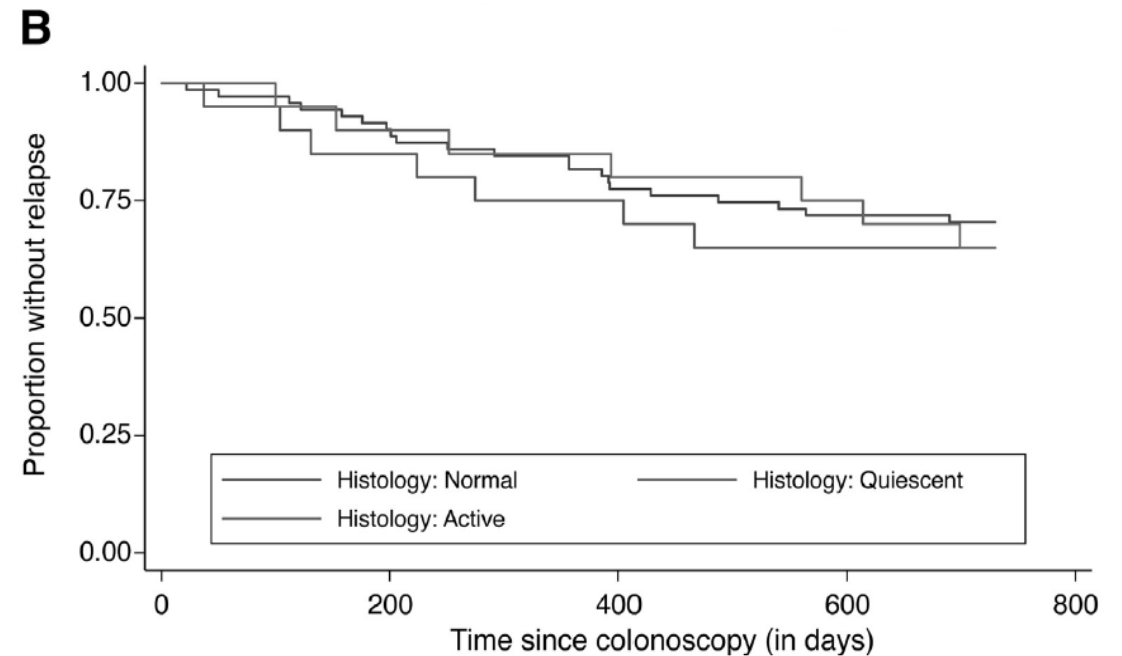 B
Proportion without relapse
1.00
0.75
0.50
0.25
0.00
Histology: Normal
Histology: Quiescent
Histology: Active
0 200 400 600 800
Time since colonoscopy (in days)